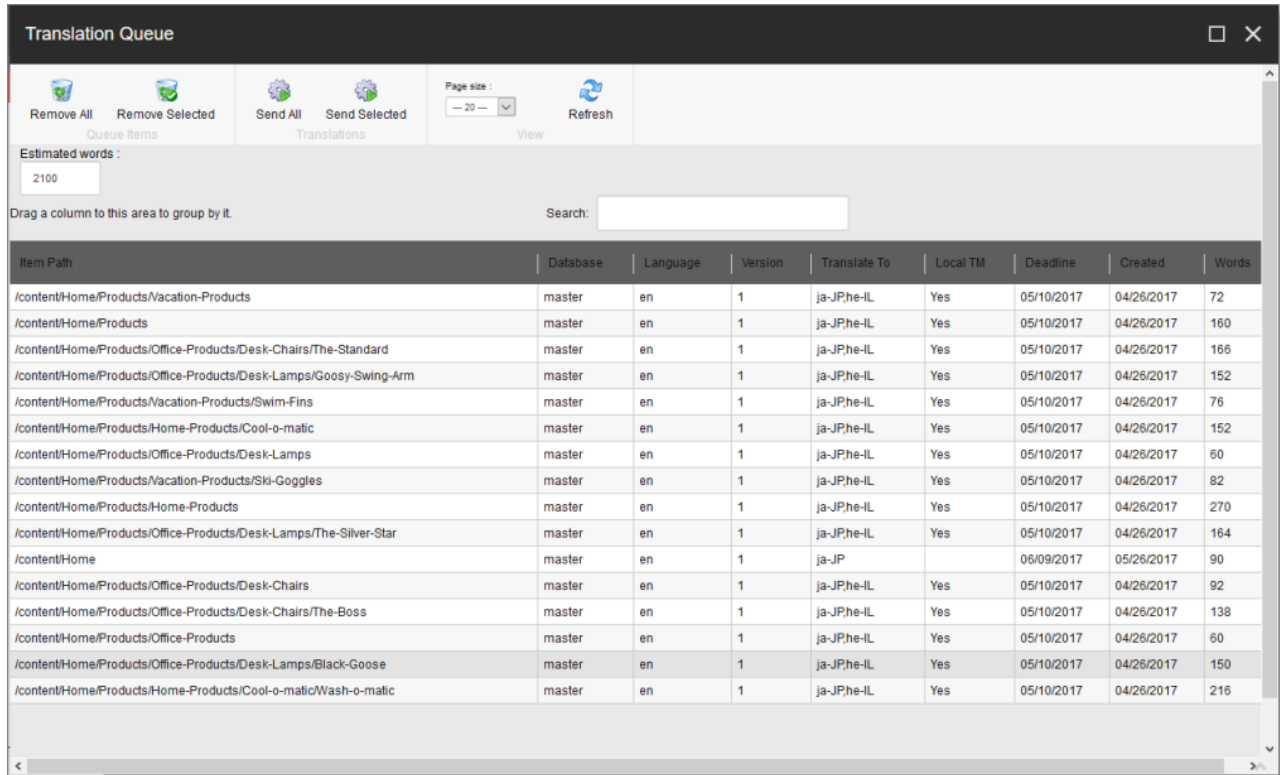 Translation Queue
Remove All Remove Selected Send All Send Selected Page size : --- 20 --- Refresh
Queue Items Translations View
Estimated words :
2100
Drag a column to this area to group by it. Search:
Item Path Database Language Version Translate To Local TM Deadline Created Words
/content/Home/Products/Vacation-Products master en 1 ja-JP,he-IL Yes 05/10/2017 04/26/2017 72
/content/Home/Products master en 1 ja-JP,he-IL Yes 05/10/2017 04/26/2017 160
/content/Home/Products/Office-Products/Desk-Chairs/The-Standard master en 1 ja-JP,he-IL Yes 05/10/2017 04/26/2017 166
/content/Home/Products/Office-Products/Desk-Lamps/Goosy-Swing-Arm master en 1 ja-JP,he-IL Yes 05/10/2017 04/26/2017 152
/content/Home/Products/Vacation-Products/Swim-Fins master en 1 ja-JP,he-IL Yes 05/10/2017 04/26/2017 76
/content/Home/Products/Home-Products/Cool-o-matic master en 1 ja-JP,he-IL Yes 05/10/2017 04/26/2017 152
/content/Home/Products/Office-Products/Desk-Lamps master en 1 ja-JP,he-IL Yes 05/10/2017 04/26/2017 60
/content/Home/Products/Vacation-Products/Ski-Goggles master en 1 ja-JP,he-IL Yes 05/10/2017 04/26/2017 82
/content/Home/Products/Home-Products master en 1 ja-JP,he-IL Yes 05/10/2017 04/26/2017 270
/content/Home/Products/Office-Products/Desk-Lamps/The-Silver-Star master en 1 ja-JP,he-IL Yes 05/10/2017 04/26/2017 164
/content/Home master en 1 ja-JP 06/09/2017 05/26/2017 90
/content/Home/Products/Office-Products/Desk-Chairs master en 1 ja-JP,he-IL Yes 05/10/2017 04/26/2017 92
/content/Home/Products/Office-Products/Desk-Chairs/The-Boss master en 1 ja-JP,he-IL Yes 05/10/2017 04/26/2017 138
/content/Home/Products/Office-Products master en 1 ja-JP,he-IL Yes 05/10/2017 04/26/2017 60
/content/Home/Products/Office-Products/Desk-Lamps/Black-Goose master en 1 ja-JP,he-IL Yes 05/10/2017 04/26/2017 150
/content/Home/Products/Home-Products/Cool-o-matic/Wash-o-matic master en 1 ja-JP,he-IL Yes 05/10/2017 04/26/2017 216